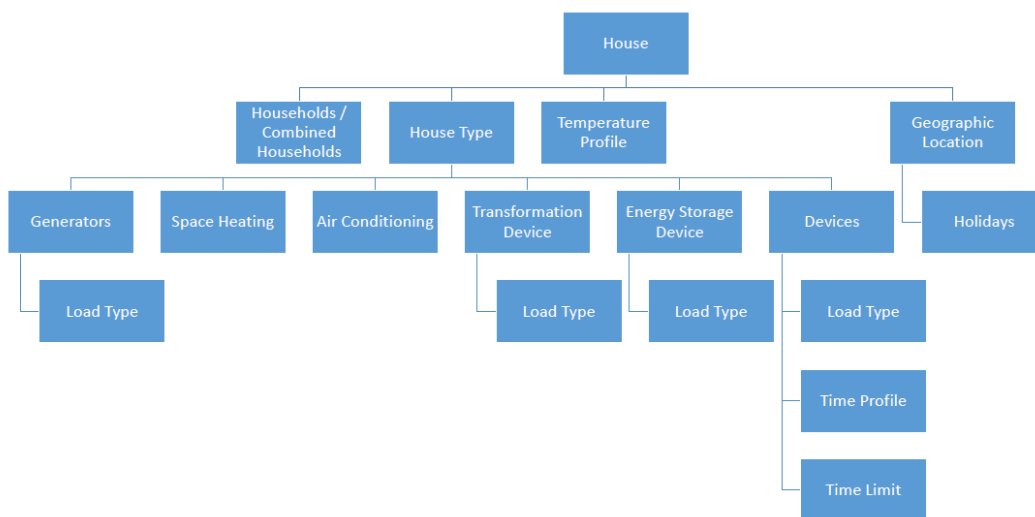 House
Households /
Combined
Households
House Type
Temperature
Profile
Geographic
Location
Generators
Space Heating
Air Conditioning
Transformation
Device
Energy Storage
Device
Devices
Holidays
Load Type
Load Type
Load Type
Load Type
Time Profile
Time Limit